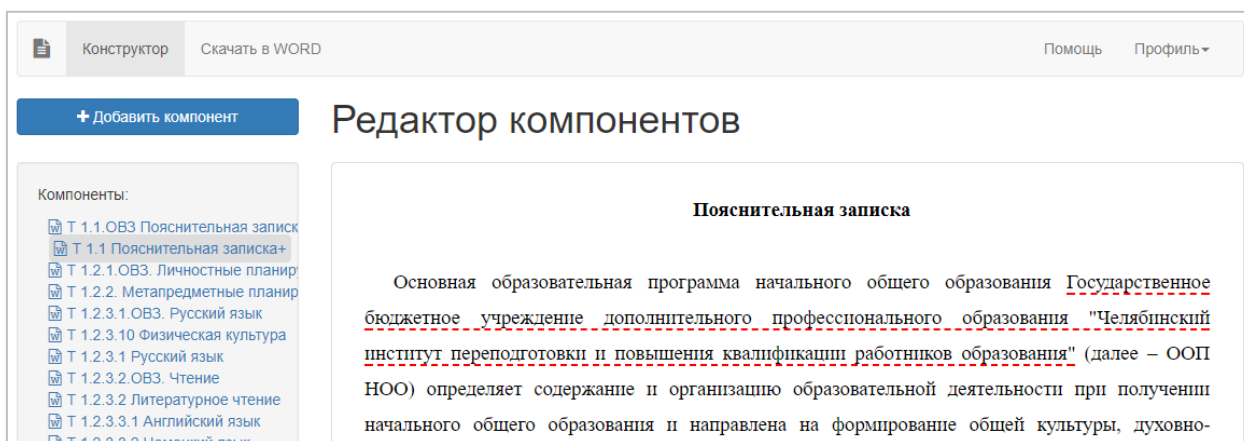 Конструктор Скачать в WORD Помощь Профиль
+ Добавить компонент
Редактор компонентов
Компоненты:
Т 1.1.ОВЗ Пояснительная записк
Т 1.1 Пояснительная записка+
Т 1.2.1.ОВЗ. Личностные планиру
Т 1.2.2. Метапредметные планир
Т 1.2.3.1.ОВЗ. Русский язык
Т 1.2.3.10 Физическая культура
Т 1.2.3.1 Русский язык
Т 1.2.3.2.ОВЗ. Чтение
Т 1.2.3.2 Литературное чтение
Т 1.2.3.3.1 Английский язык
Пояснительная записка
Основная образовательная программа начального общего образования Государственное
бюджетное учреждение дополнительного профессионального образования "Челябинский
институт переподготовки и повышения квалификации работников образования" (далее – ООП
НОО) определяет содержание и организацию образовательной деятельности при получении
начального общего образования и направлена на формирование общей культуры, духовно-